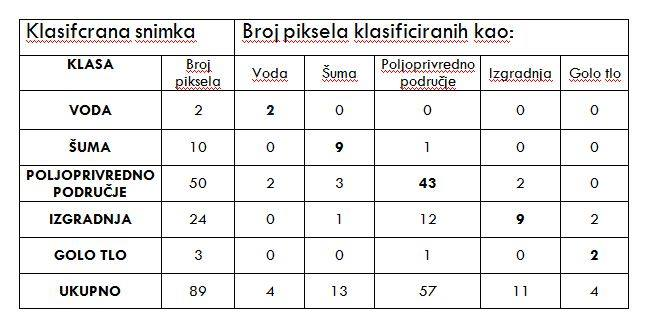 Klasifcrana snimka Broj piksela klasificiranih kao:
KLASA Broj piksela Voda Šuma Poljoprivredno područje Izgradnja Golo tlo
VODA 2 2 0 0 0 0
ŠUMA 10 0 9 1 0 0
POLJOPRIVREDNO PODRUČJE 50 2 3 43 2 0
IZGRADNJA 24 0 1 12 9 2
GOLO TLO 3 0 0 1 0 2
UKUPNO 89 4 13 57 11 4